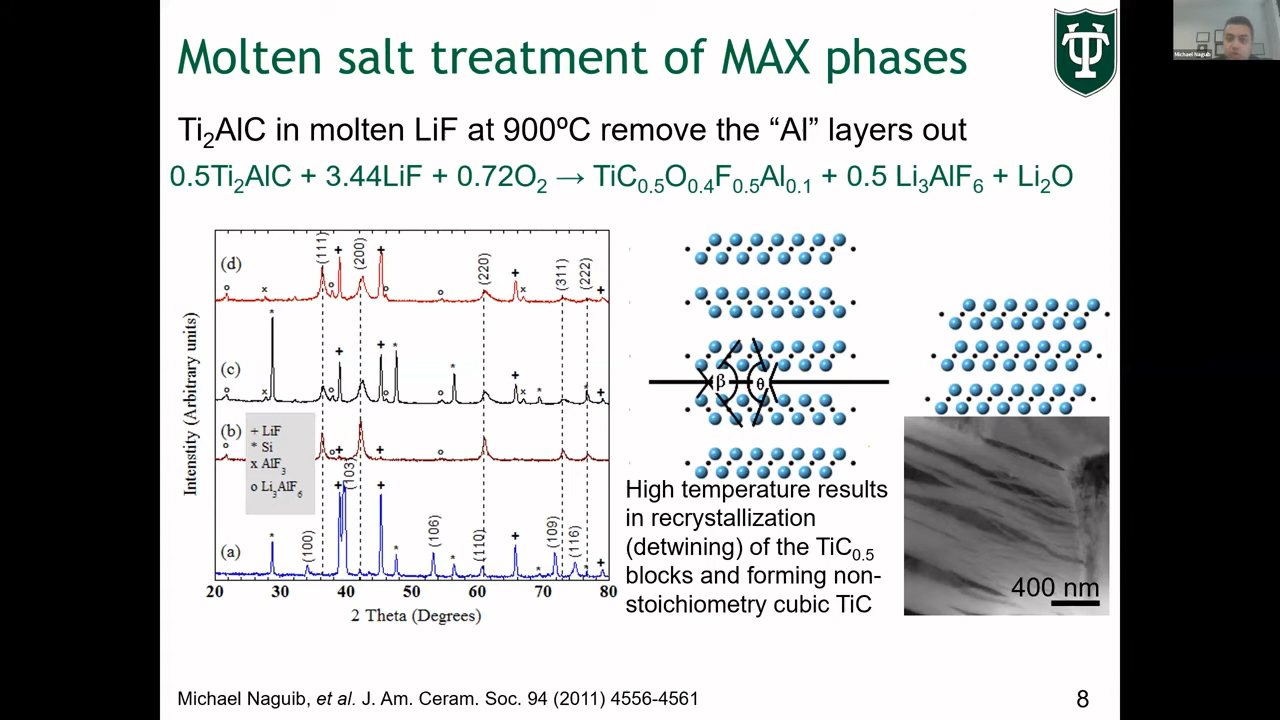 Molten salt treatment of MAX phases
Michael Naguib
Ti₂AlC in molten LiF at 900ºC remove the “Al” layers out
0.5Ti₂AlC + 3.44LiF + 0.72O₂ → TiC₀.₅O₀.₄F₀.₅Al₀.₁ + 0.5 Li₃AlF₆ + Li₂O
(d)
(111)
+
(200)
+
(220)
+
(311)
(222)
+
o
x
o
o
o
x
(c)
*
+
+
*
*
+
*
*
+
o
x
o
o
o
x
(b)
o
o
+
+
o
+ LiF
* Si
x AlF₃
o Li₃AlF₆
(a)
*
(100)
+
(103)
+
*
(106)
*
(110)
+
*
(109)
(116)
*
+
20 30 40 50 60 70 80
2 Theta (Degrees)
Intenstity (Arbitrary units)
β
θ
High temperature results
in recrystallization
(detwining) of the TiC₀.₅
blocks and forming non-
stoichiometry cubic TiC
400 nm
Michael Naguib, et al. J. Am. Ceram. Soc. 94 (2011) 4556-4561
8